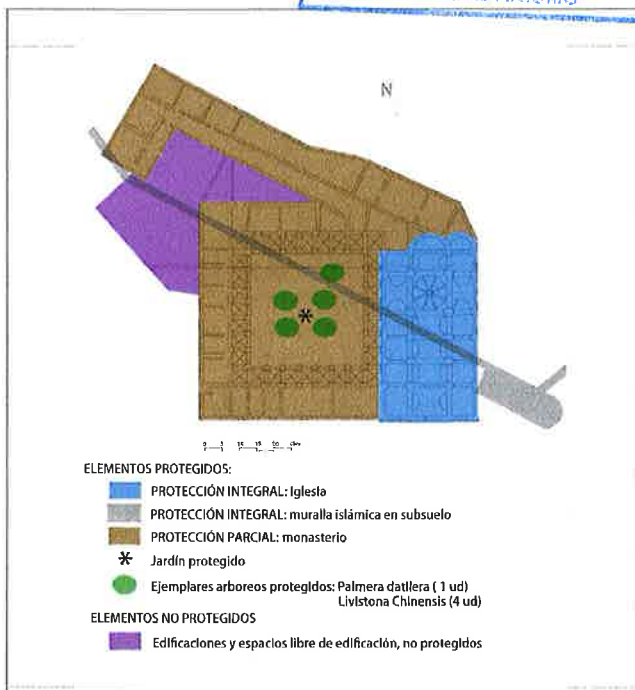 N
ELEMENTOS PROTEGIDOS:
PROTECCIÓN INTEGRAL: Iglesia
PROTECCIÓN INTEGRAL: muralla islámica en subsuelo
PROTECCIÓN PARCIAL: monasterio
Jardín protegido
Ejemplares arboreos protegidos: Palmera datilera ( 1 ud)
Livistona Chinensis (4 ud)
ELEMENTOS NO PROTEGIDOS
Edificaciones y espacios libre de edificación, no protegidos